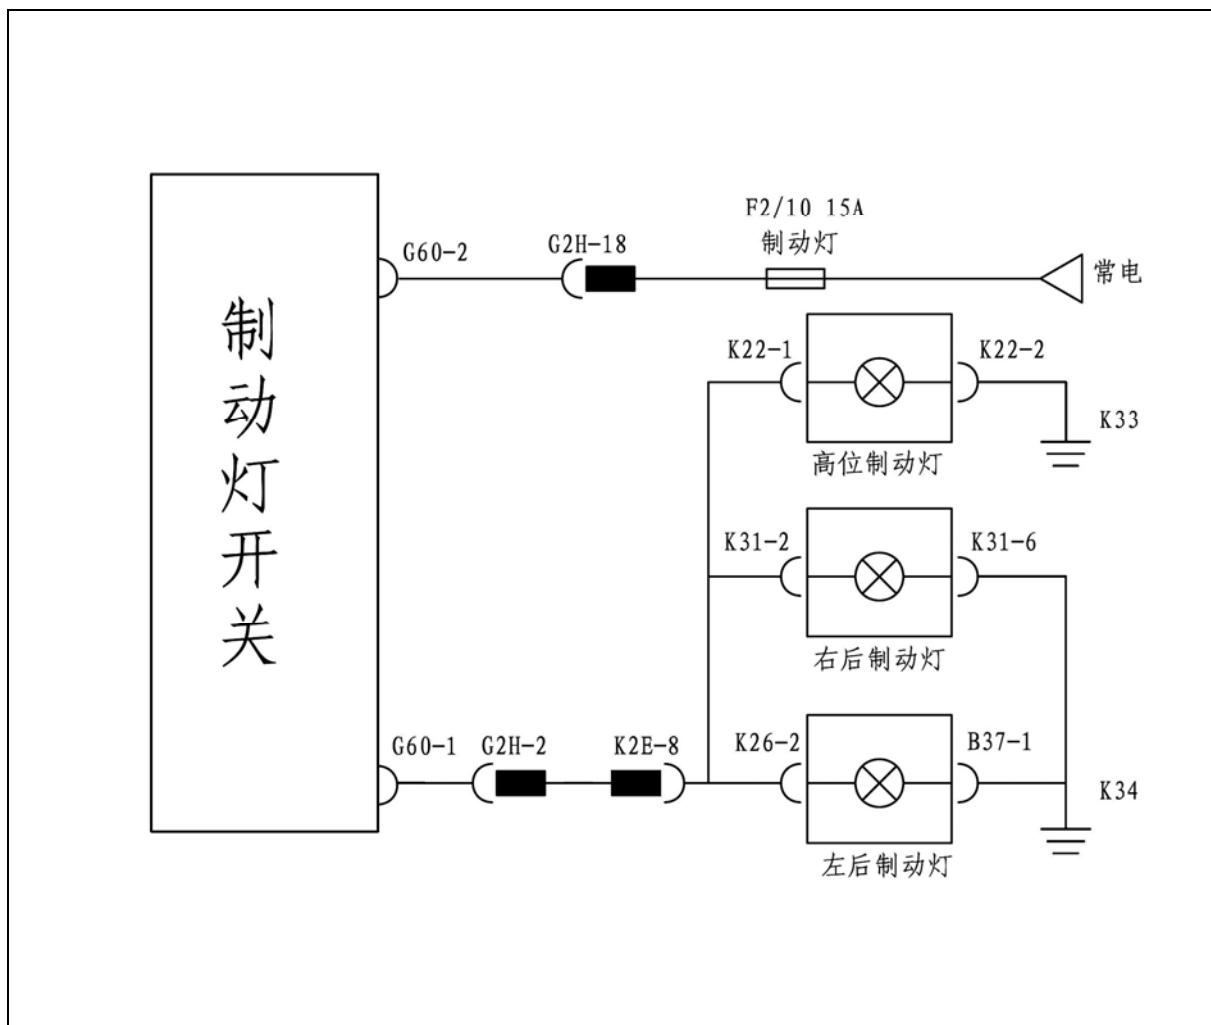 F2/10 15A
制动灯
G60-2
G2H-18
常电
制动灯开关
K22-1
K22-2
K33
高位制动灯
K31-2
K31-6
右后制动灯
G60-1
G2H-2
K2E-8
K26-2
B37-1
K34
左后制动灯